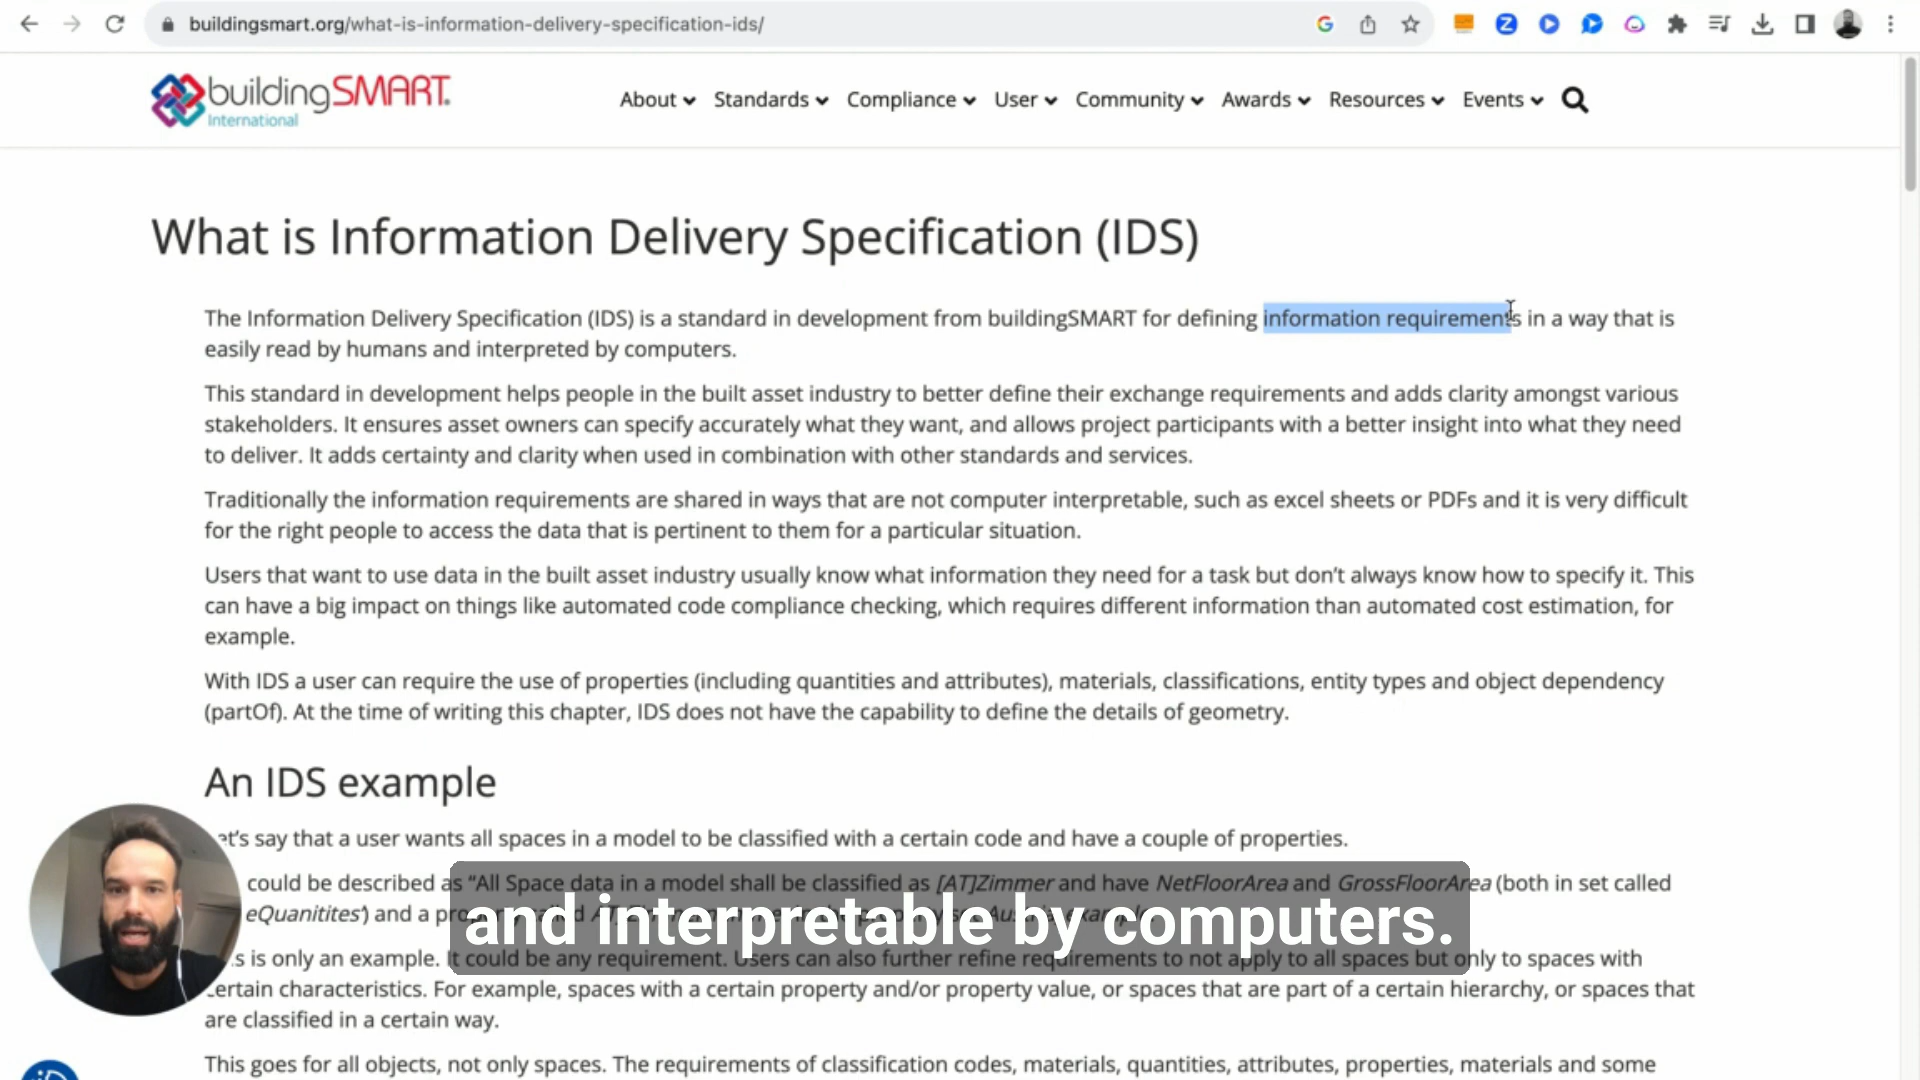 buildingsmart.org/what-is-information-delivery-specification-ids/
buildingSMART
International
About Standards Compliance User Community Awards Resources Events
What is Information Delivery Specification (IDS)
The Information Delivery Specification (IDS) is a standard in development from buildingSMART for defining information requirements in a way that is
easily read by humans and interpreted by computers.
This standard in development helps people in the built asset industry to better define their exchange requirements and adds clarity amongst various
stakeholders. It ensures asset owners can specify accurately what they want, and allows project participants with a better insight into what they need
to deliver. It adds certainty and clarity when used in combination with other standards and services.
Traditionally the information requirements are shared in ways that are not computer interpretable, such as excel sheets or PDFs and it is very difficult
for the right people to access the data that is pertinent to them for a particular situation.
Users that want to use data in the built asset industry usually know what information they need for a task but don't always know how to specify it. This
can have a big impact on things like automated code compliance checking, which requires different information than automated cost estimation, for
example.
With IDS a user can require the use of properties (including quantities and attributes), materials, classifications, entity types and object dependency
(partOf). At the time of writing this chapter, IDS does not have the capability to define the details of geometry.
An IDS example
et's say that a user wants all spaces in a model to be classified with a certain code and have a couple of properties.
could be described as “All Space data in a model shall be classified as [AT]Zimmer and have NetFloorArea and GrossFloorArea (both in set called
eQuanitites') and a
and interpretable by computers.
s is only an example. It could be any requirement. Users can also further refine requirements to not apply to all spaces but only to spaces with
ertain characteristics. For example, spaces with a certain property and/or property value, or spaces that are part of a certain hierarchy, or spaces that
are classified in a certain way.
This goes for all objects, not only spaces. The requirements of classification codes, materials, quantities, attributes, properties, materials and some